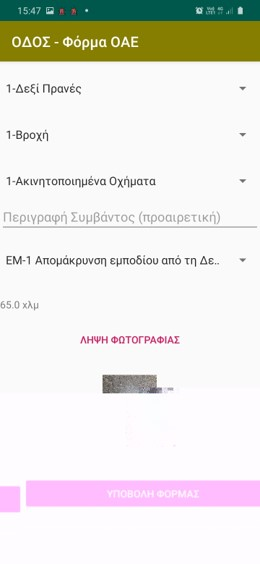 15:47
ΟΔΟΣ - Φόρμα ΟΑΕ
1-Δεξί Πρανές
1-Βροχή
1-Ακινητοποιημένα Οχήματα
Περιγραφή Συμβάντος (προαιρετική)
ΕΜ-1 Απομάκρυνση εμποδίου από τη Δε..
65.0 χλμ
ΛΗΨΗ ΦΩΤΟΓΡΑΦΙΑΣ
ΥΠΟΒΟΛΗ ΦΟΡΜΑΣ